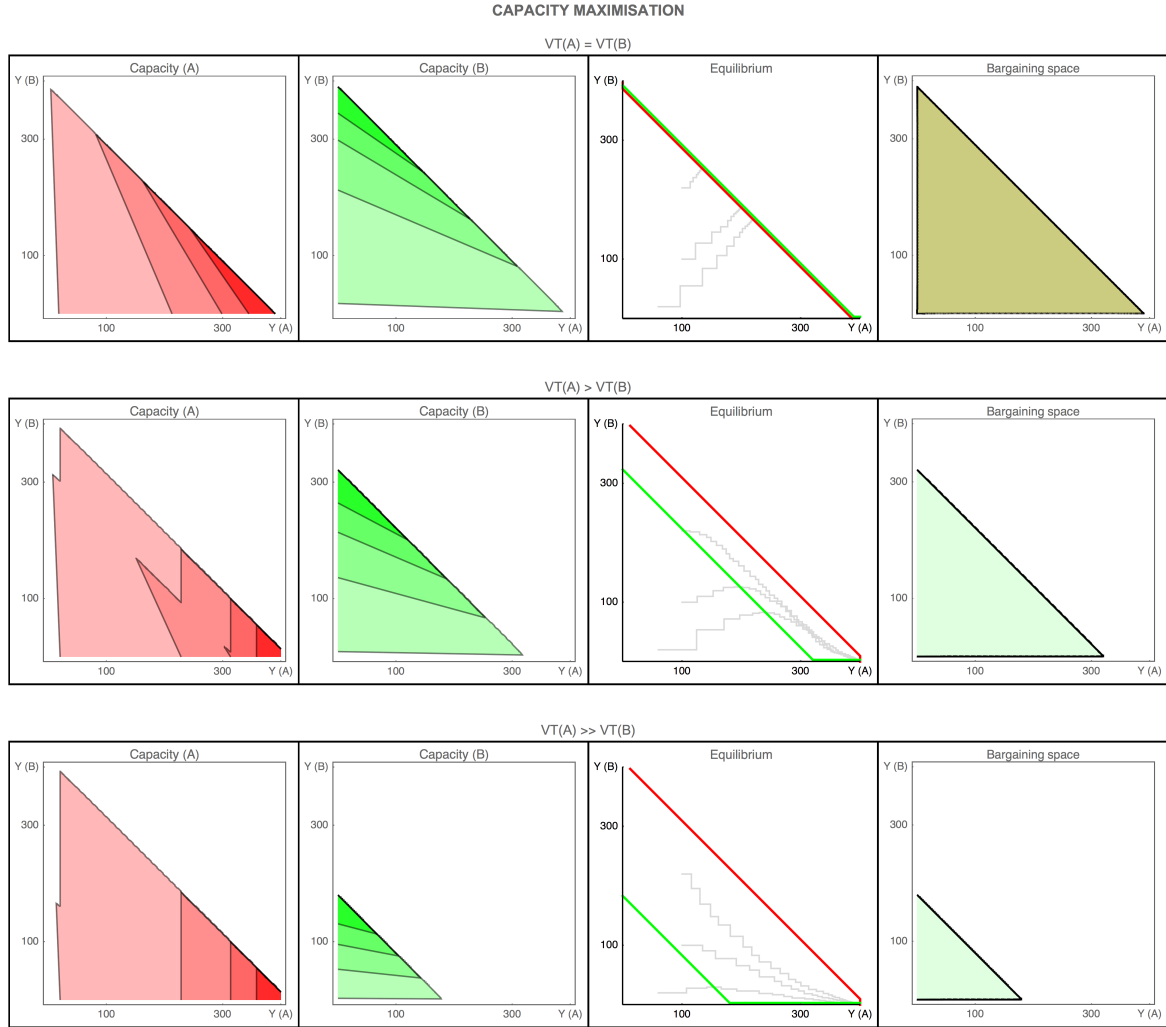 CAPACITY MAXIMISATION
VT(A) = VT(B)
Capacity (A)
Y (B)
300
100
100
300
Y (A)
Capacity (B)
Y (B)
300
100
100
300
Y (A)
Equilibrium
Y (B)
300
100
100
300
Y (A)
Bargaining space
Y (B)
300
100
100
300
Y (A)
VT(A) > VT(B)
Capacity (A)
Y (B)
300
100
100
300
Y (A)
Capacity (B)
Y (B)
300
100
100
300
Y (A)
Equilibrium
Y (B)
300
100
100
300
Y (A)
Bargaining space
Y (B)
300
100
100
300
Y (A)
VT(A) >> VT(B)
Capacity (A)
Y (B)
300
100
100
300
Y (A)
Capacity (B)
Y (B)
300
100
100
300
Y (A)
Equilibrium
Y (B)
300
100
100
300
Y (A)
Bargaining space
Y (B)
300
100
100
300
Y (A)